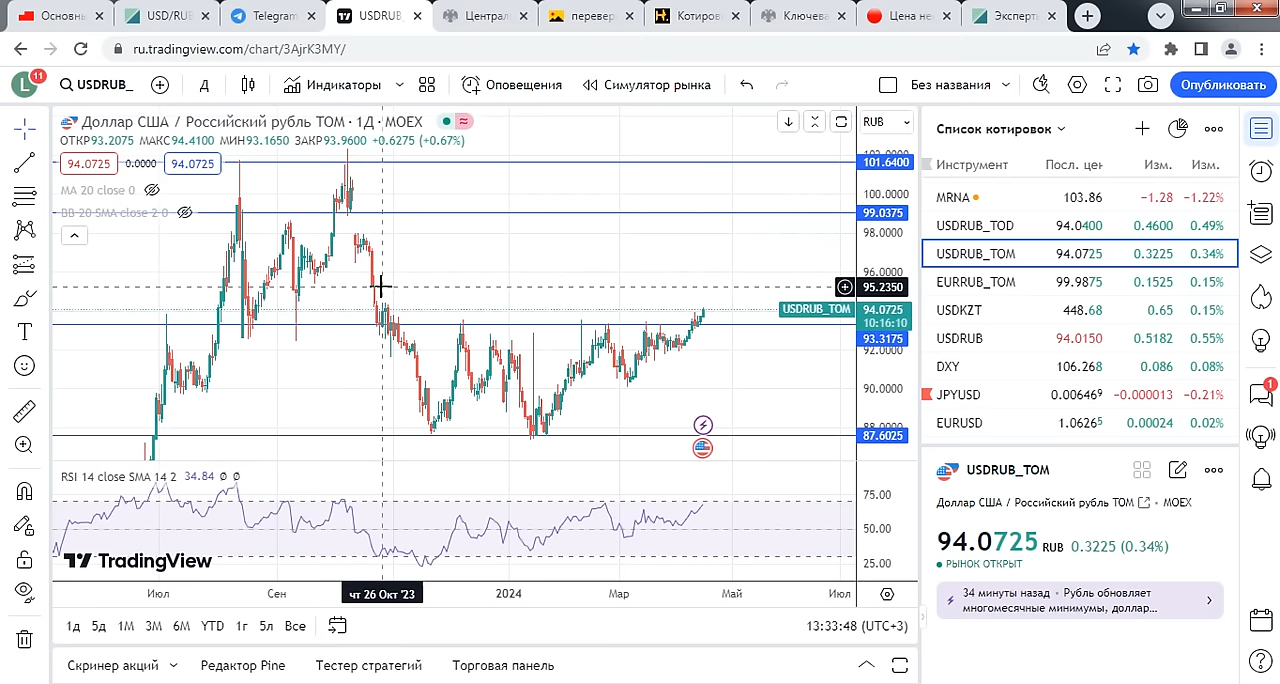 Основны
USD/RUB
Telegram
USDRUB_
Централ
перевер
Котиров
Ключева
Цена не
Эксперт
ru.tradingview.com/chart/3AjrK3MY/
L 11
USDRUB_
Д
Индикаторы
Оповещения
Симулятор рынка
Без названия
Опубликовать
Доллар США / Российский рубль ТОМ · 1Д · MOEX
ОТКР93.2075 МАКС94.4100 МИН93.1650 ЗАКР93.9600 +0.6275 (+0.67%)
94.0725 0.0000 94.0725
MA 20 close 0
BB 20 SMA close 2 0
RUB
101.6400
100.0000
99.0375
98.0000
96.0000
95.2350
USDRUB_TOM 94.0725
10:16:10
93.3175
92.0000
90.0000
87.6025
RSI 14 close SMA 14 2 34.84 ∅ ∅
75.00
50.00
25.00
TradingView
Июл
Сен
чт 26 Окт '23
2024
Мар
Май
Июл
1д 5д 1М 3М 6М YTD 1г 5л Все
13:33:48 (UTC+3)
Скринер акций
Редактор Pine
Тестер стратегий
Торговая панель
Список котировок
Инструмент Посл. цен Изм. Изм.
MRNA 103.86 −1.28 −1.22%
USDRUB_TOD 94.0400 0.4600 0.49%
USDRUB_TOM 94.0725 0.3225 0.34%
EURRUB_TOM 99.9875 0.1525 0.15%
USDKZT 448.68 0.65 0.15%
USDRUB 94.0150 0.5182 0.55%
DXY 106.268 0.086 0.08%
JPYUSD 0.006469 −0.000013 −0.21%
EURUSD 1.06265 0.00024 0.02%
USDRUB_TOM
Доллар США / Российский рубль ТОМ · MOEX
94.0725 RUB 0.3225 (0.34%)
РЫНОК ОТКРЫТ
34 минуты назад · Рубль обновляет
многомесячные минимумы, доллар...
1